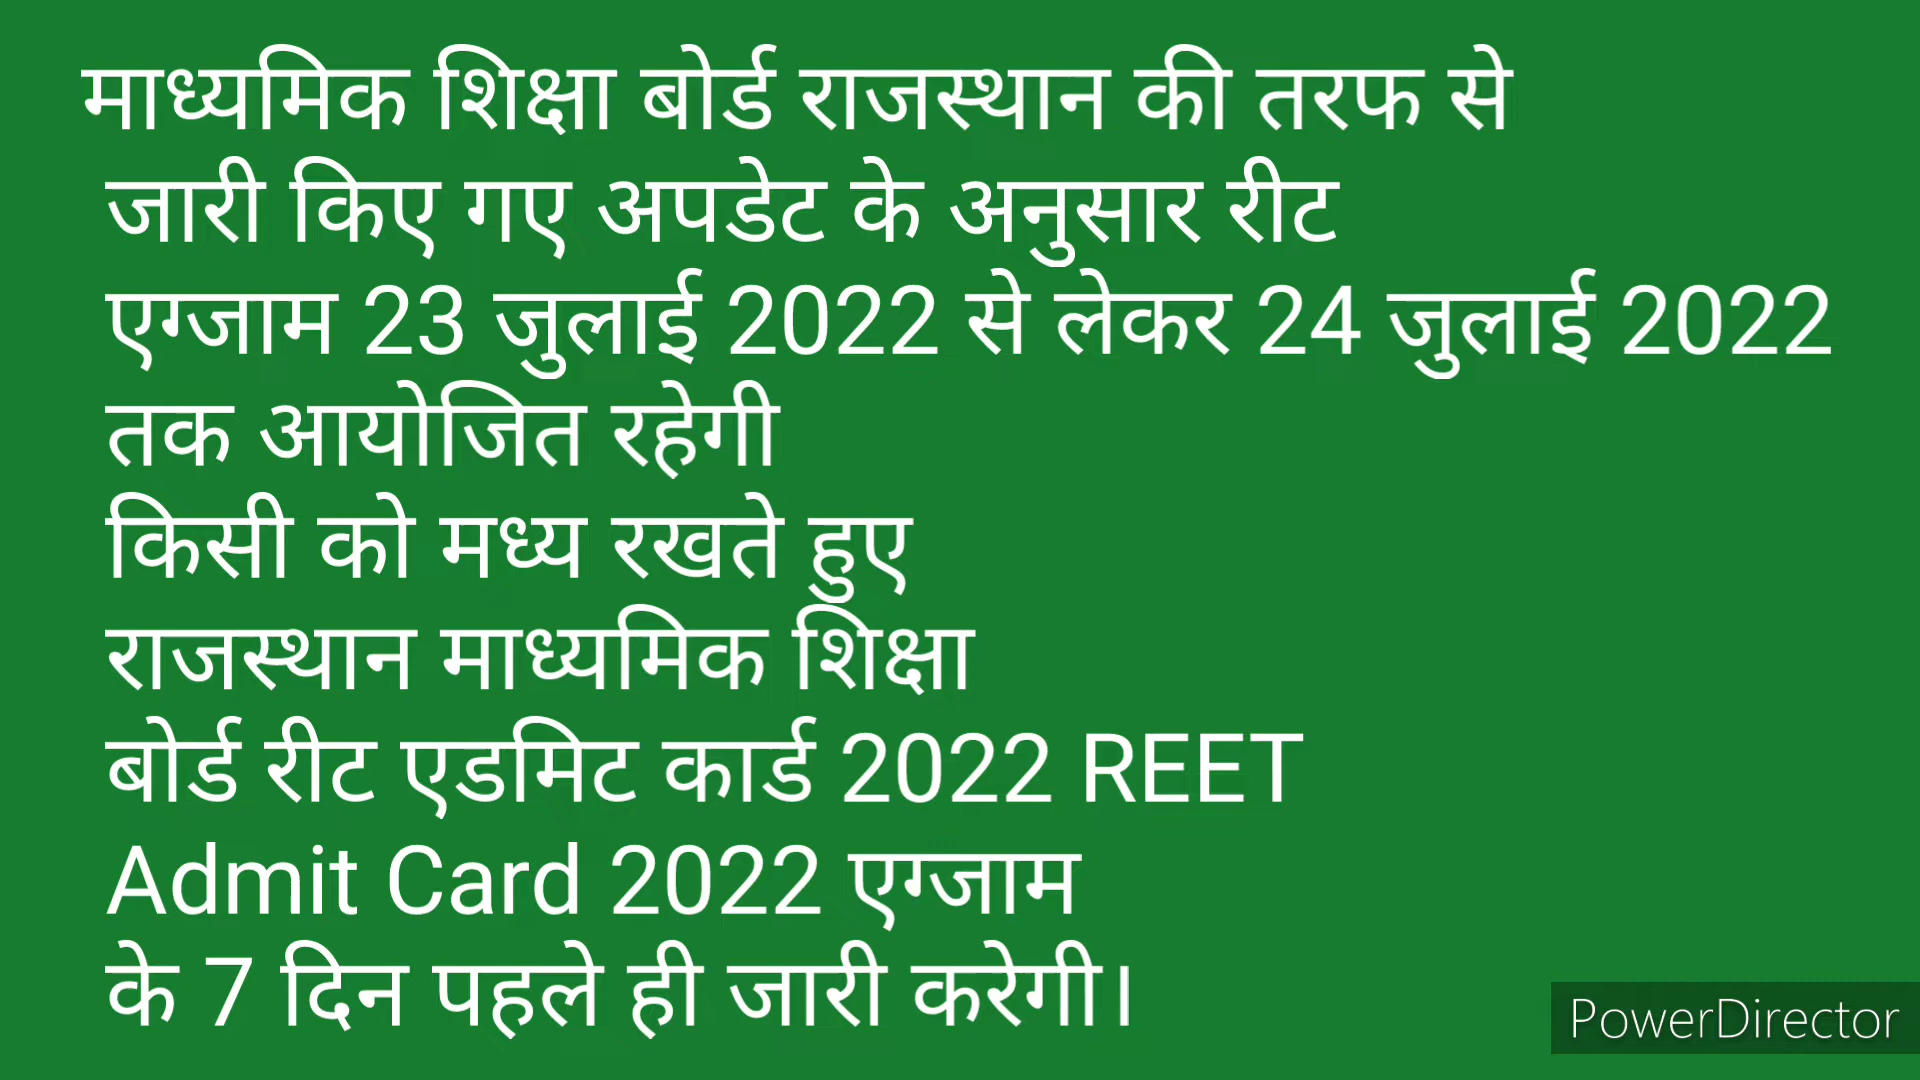 माध्यमिक शिक्षा बोर्ड राजस्थान की तरफ से
जारी किए गए अपडेट के अनुसार रीट
एग्जाम 23 जुलाई 2022 से लेकर 24 जुलाई 2022
तक आयोजित रहेगी
किसी को मध्य रखते हुए
राजस्थान माध्यमिक शिक्षा
बोर्ड रीट एडमिट कार्ड 2022 REET
Admit Card 2022 एग्जाम
के 7 दिन पहले ही जारी करेगी।
PowerDirector